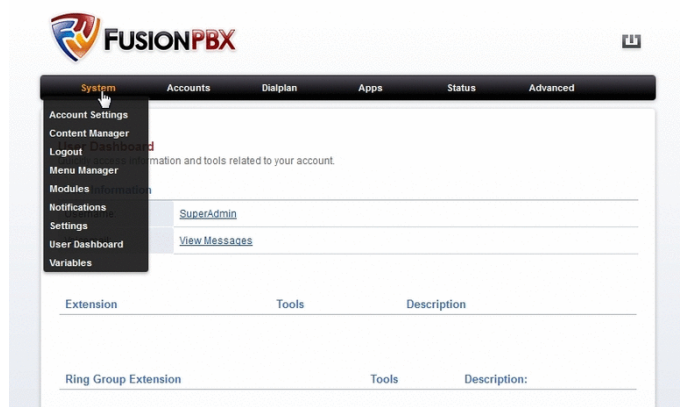 FUSIONPBX
System Accounts Dialplan Apps Status Advanced
Account Settings
Content Manager
Logout
Menu Manager
Modules
Notifications
Settings
User Dashboard
Variables
User Dashboard
information and tools related to your account.
Information
SuperAdmin
View Messages
Extension Tools Description
Ring Group Extension Tools Description: